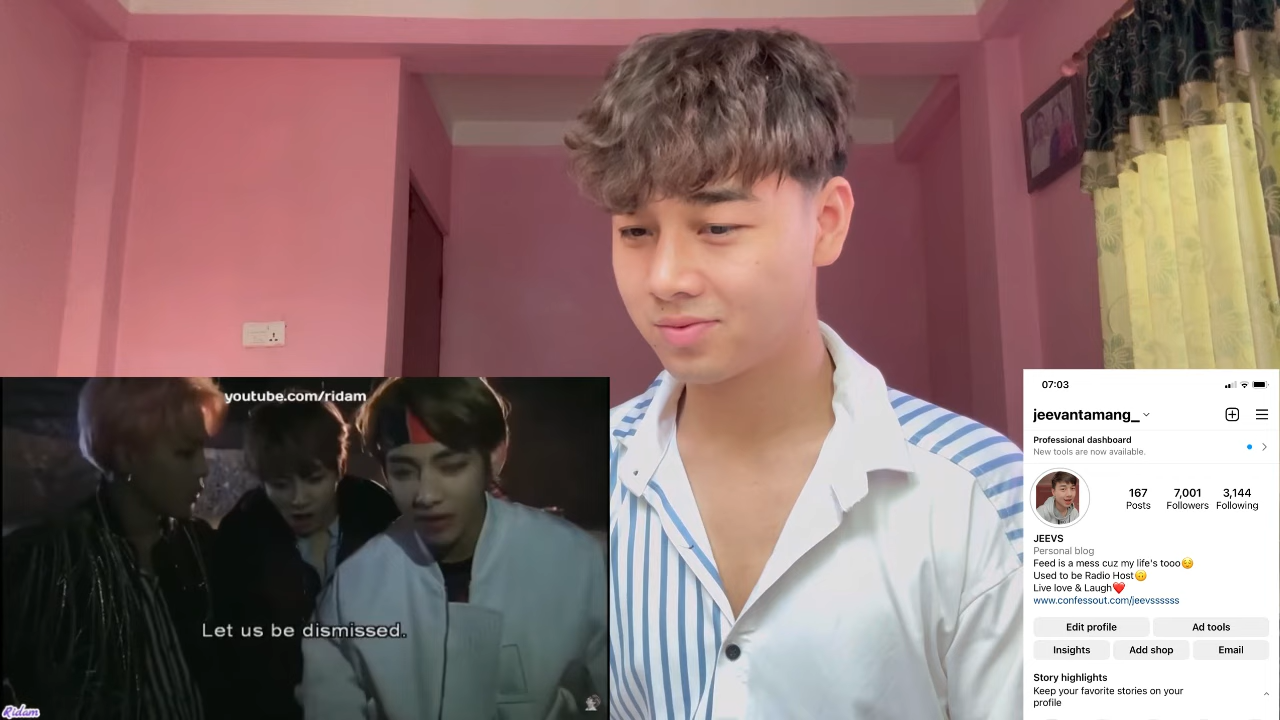 youtube.com/ridam
Let us be dismissed.
Ridam
07:03
jeevantamang_
Professional dashboard
New tools are now available.
167 7,001 3,144
Posts Followers Following
JEEVS
Personal blog
Feed is a mess cuz my life's tooo😌
Used to be Radio Host🙃
Live love & Laugh❤️
www.confessout.com/jeevssssss
Edit profile Ad tools
Insights Add shop Email
Story highlights
Keep your favorite stories on your
profile